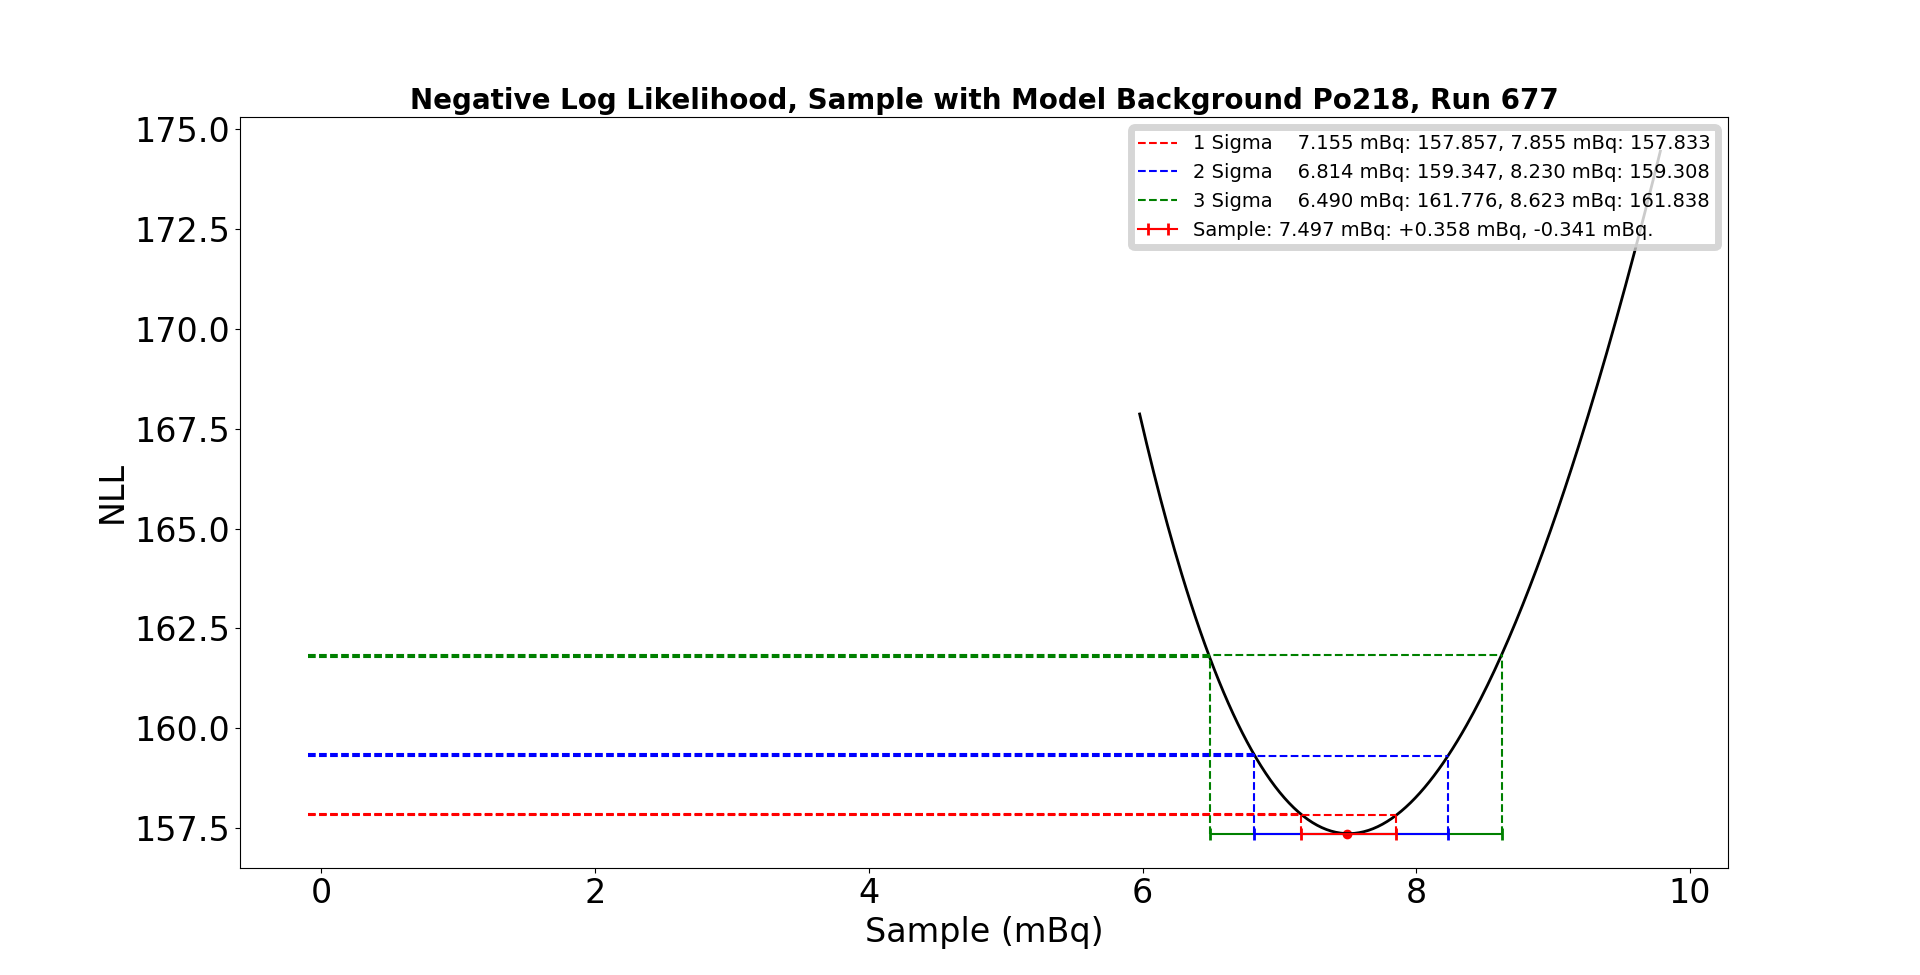 Negative Log Likelihood, Sample with Model Background Po218, Run 677
1 Sigma    7.155 mBq: 157.857, 7.855 mBq: 157.833
2 Sigma    6.814 mBq: 159.347, 8.230 mBq: 159.308
3 Sigma    6.490 mBq: 161.776, 8.623 mBq: 161.838
Sample: 7.497 mBq: +0.358 mBq, -0.341 mBq.
NLL
175.0
172.5
170.0
167.5
165.0
162.5
160.0
157.5
0 2 4 6 8 10
Sample (mBq)